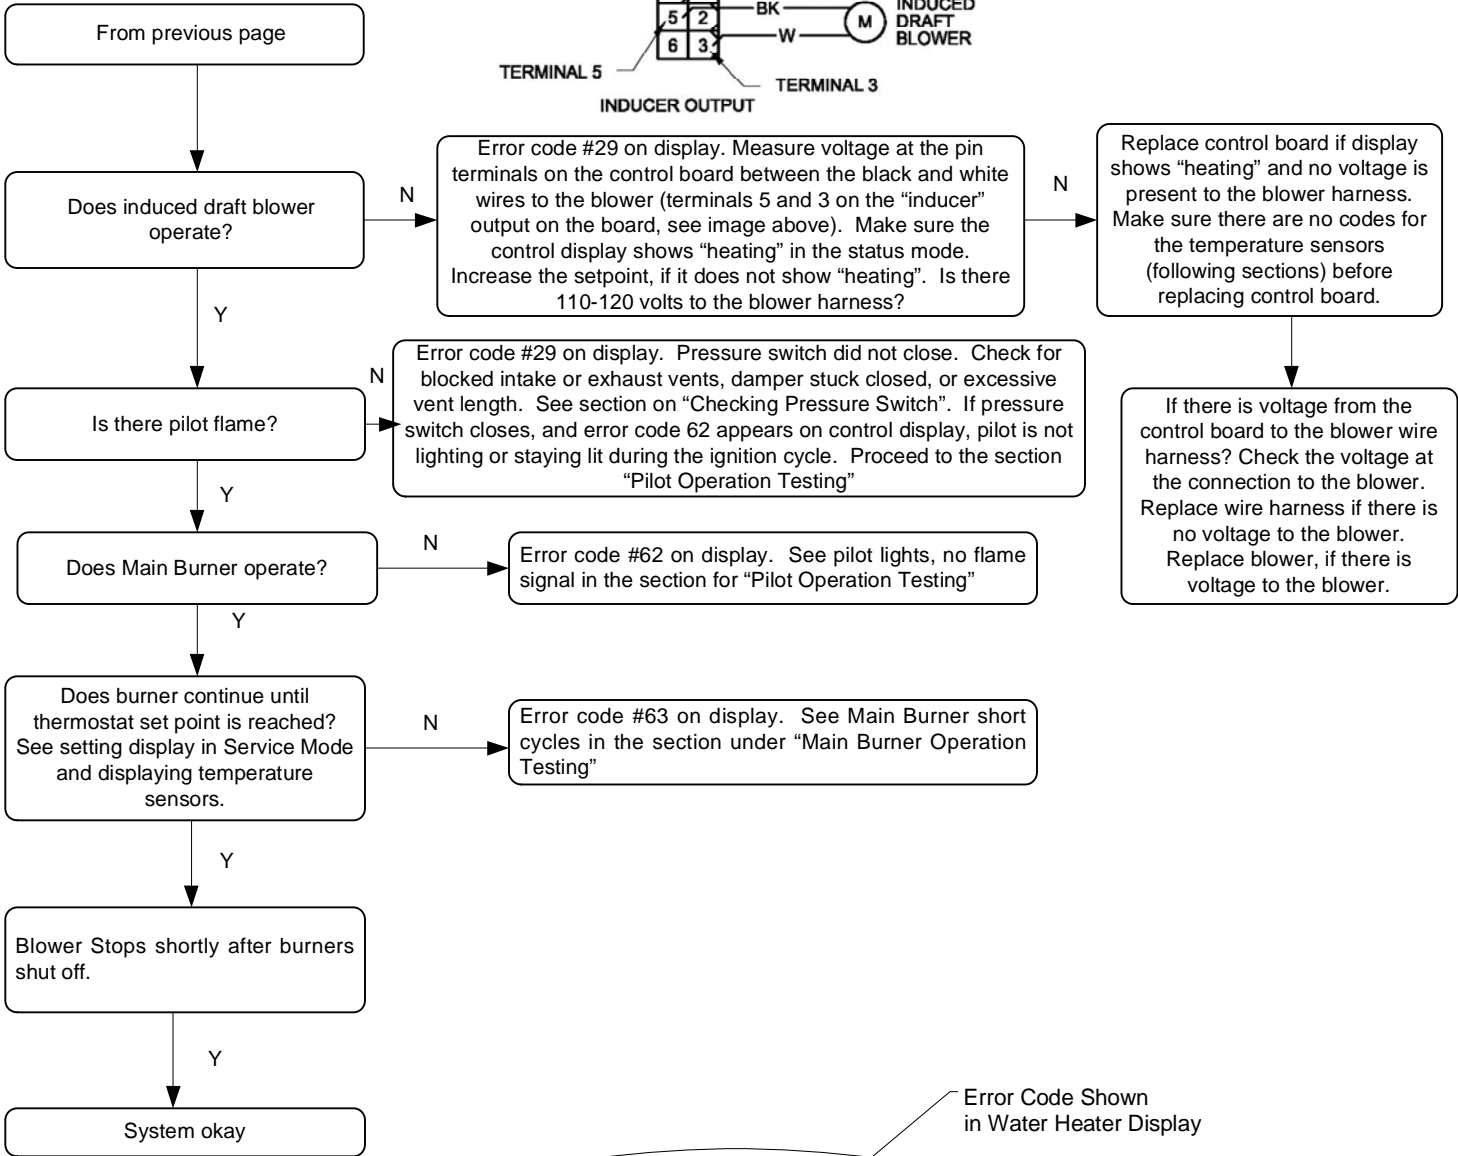 INDUCED
DRAFT
BLOWER
5 2
BK
M
6 3
W
TERMINAL 5
TERMINAL 3
INDUCER OUTPUT
From previous page
Does induced draft blower
operate?
N
Error code #29 on display. Measure voltage at the pin
terminals on the control board between the black and white
wires to the blower (terminals 5 and 3 on the “inducer”
output on the board, see image above). Make sure the
control display shows “heating” in the status mode.
Increase the setpoint, if it does not show “heating”. Is there
110-120 volts to the blower harness?
N
Replace control board if display
shows “heating” and no voltage is
present to the blower harness.
Make sure there are no codes for
the temperature sensors
(following sections) before
replacing control board.
If there is voltage from the
control board to the blower wire
harness? Check the voltage at
the connection to the blower.
Replace wire harness if there is
no voltage to the blower.
Replace blower, if there is
voltage to the blower.
Y
Is there pilot flame?
N
Error code #29 on display. Pressure switch did not close. Check for
blocked intake or exhaust vents, damper stuck closed, or excessive
vent length. See section on “Checking Pressure Switch”. If pressure
switch closes, and error code 62 appears on control display, pilot is not
lighting or staying lit during the ignition cycle. Proceed to the section
“Pilot Operation Testing”
Y
Does Main Burner operate?
N
Error code #62 on display. See pilot lights, no flame
signal in the section for “Pilot Operation Testing”
Y
Does burner continue until
thermostat set point is reached?
See setting display in Service Mode
and displaying temperature
sensors.
N
Error code #63 on display. See Main Burner short
cycles in the section under “Main Burner Operation
Testing”
Y
Blower Stops shortly after burners
shut off.
Y
System okay
Error Code Shown
in Water Heater Display